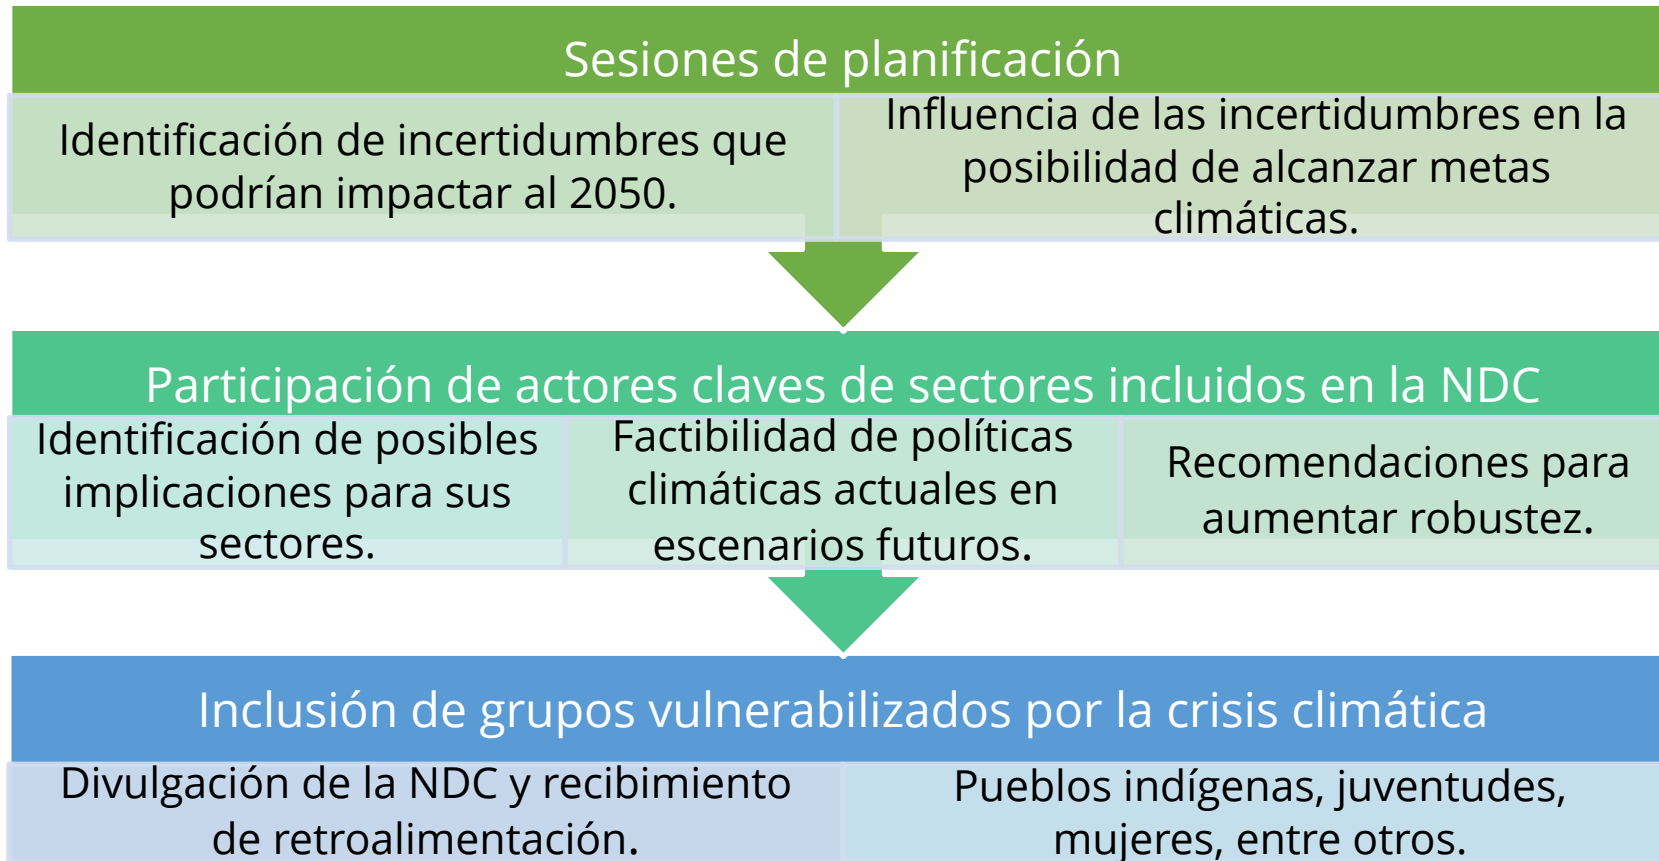 Sesiones de planificación
Identificación de incertidumbres que
podrían impactar al 2050.
Influencia de las incertidumbres en la
posibilidad de alcanzar metas
climáticas.
Participación de actores claves de sectores incluidos en la NDC
Identificación de posibles
implicaciones para sus
sectores.
Factibilidad de políticas
climáticas actuales en
escenarios futuros.
Recomendaciones para
aumentar robustez.
Inclusión de grupos vulnerabilizados por la crisis climática
Divulgación de la NDC y recibimiento
de retroalimentación.
Pueblos indígenas, juventudes,
mujeres, entre otros.